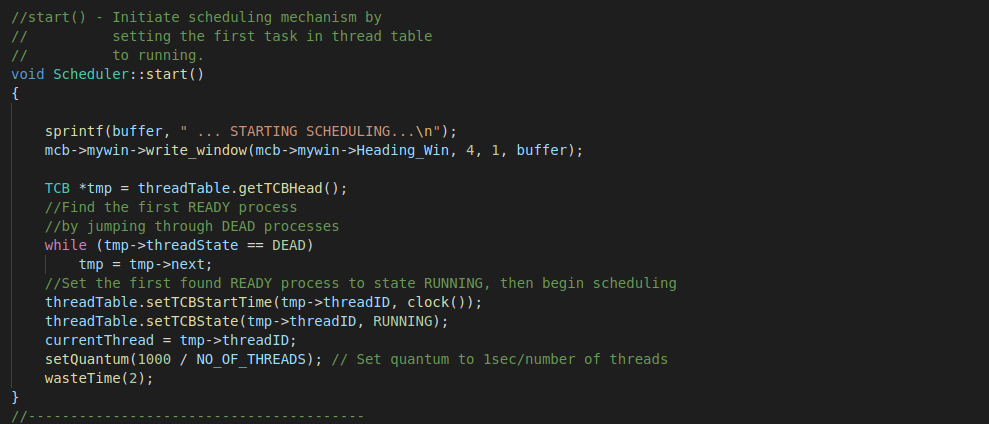 //start() - Initiate scheduling mechanism by
//          setting the first task in thread table
//          to running.
void Scheduler::start()
{
    sprintf(buffer, " ... STARTING SCHEDULING...\n");
    mcb->mywin->write_window(mcb->mywin->Heading_Win, 4, 1, buffer);
    TCB *tmp = threadTable.getTCBHead();
    //Find the first READY process
    //by jumping through DEAD processes
    while (tmp->threadState == DEAD)
        tmp = tmp->next;
    //Set the first found READY process to state RUNNING, then begin scheduling
    threadTable.setTCBStartTime(tmp->threadID, clock());
    threadTable.setTCBState(tmp->threadID, RUNNING);
    currentThread = tmp->threadID;
    setQuantum(1000 / NO_OF_THREADS); // Set quantum to 1sec/number of threads
    wasteTime(2);
}
//----------------------------------------